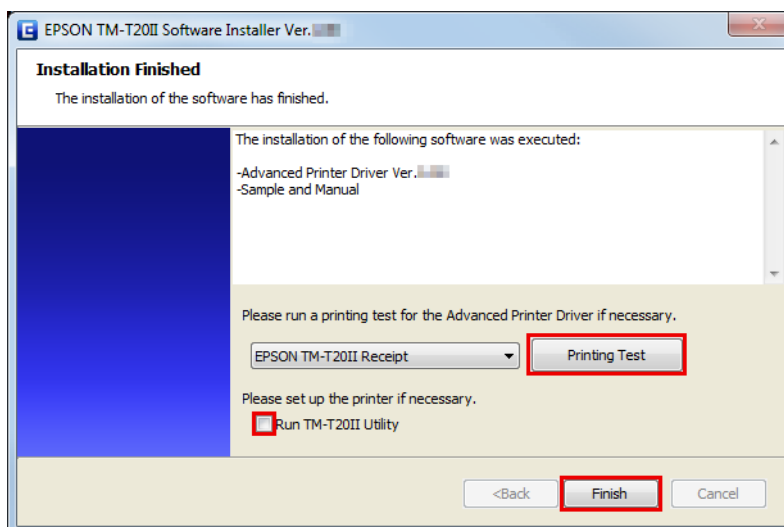 EPSON TM-T20II Software Installer Ver.
Installation Finished
The installation of the software has finished.
The installation of the following software was executed:
-Advanced Printer Driver Ver.
-Sample and Manual
Please run a printing test for the Advanced Printer Driver if necessary.
EPSON TM-T20II Receipt
Printing Test
Please set up the printer if necessary.
Run TM-T20II Utility
<Back
Finish
Cancel